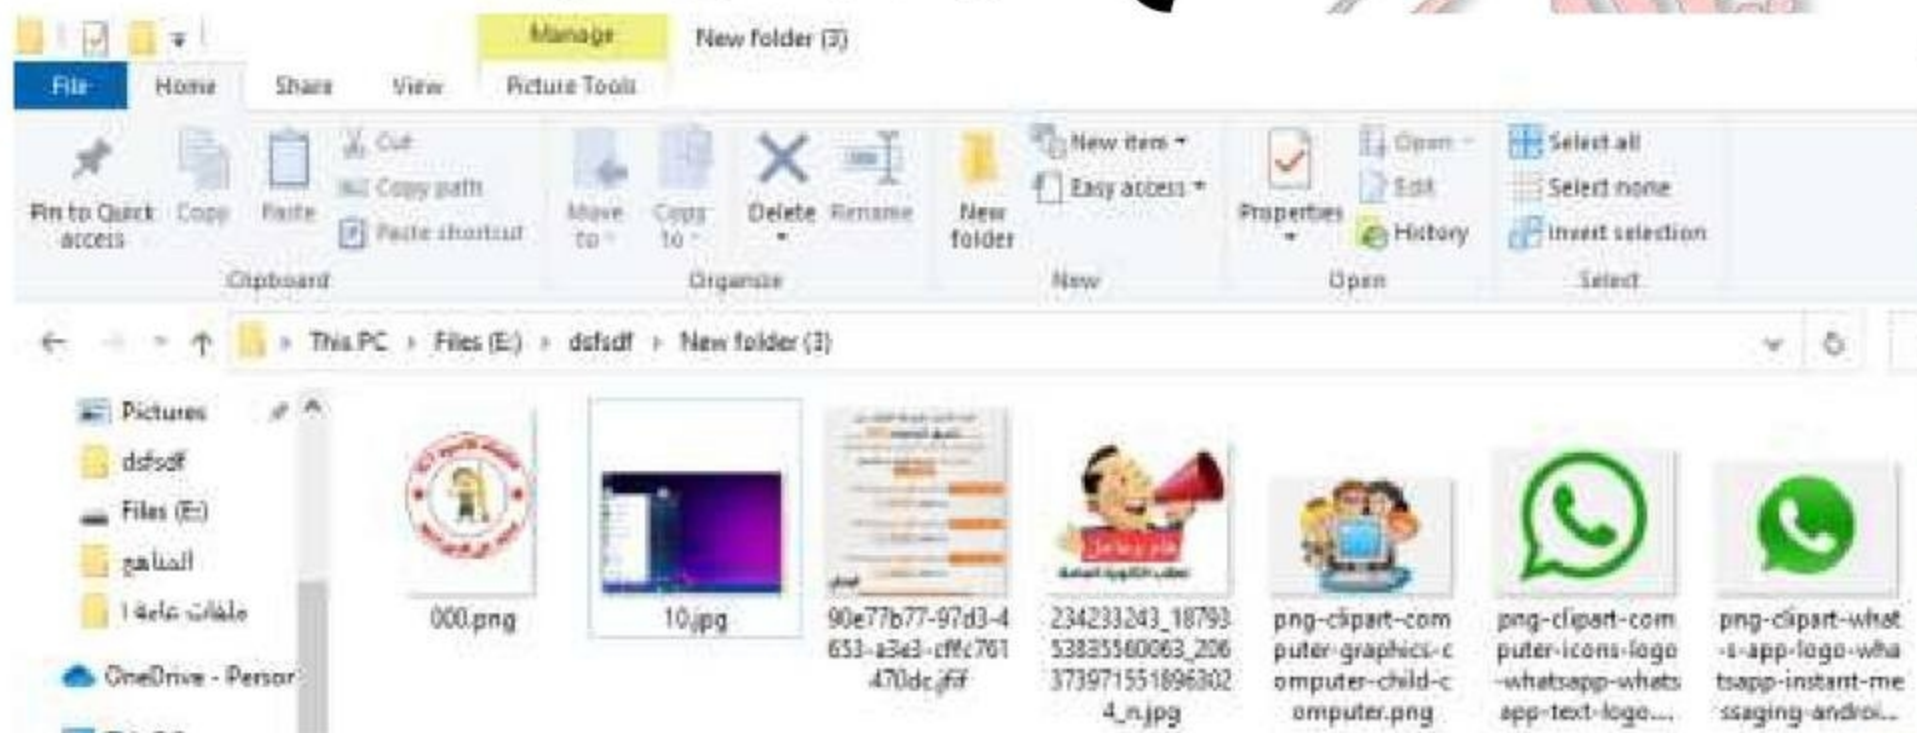 Manage
New folder (3)
File
Home
Share
View
Picture Tools
Pin to Quick access
Copy
Paste
Cut
Copy path
Paste shortcut
Move to
Copy to
Delete
Rename
New folder
New item
Easy access
Properties
Open
Edit
History
Select all
Select none
Invert selection
Clipboard
Organize
New
Open
Select
This PC
Files (E:)
dsfsdf
New folder (3)
Pictures
dsfsdf
Files (E:)
المناهج
ملفات عامة 1
OneDrive - Person
000.png
10.jpg
90e77b77-97d3-4
653-a3e3-cffc761
470dc.jfif
234233243_18793
53835560063_206
373971551896302
4_n.jpg
png-clipart-com
puter-graphics-c
omputer-child-c
omputer.png
png-clipart-com
puter-icons-logo
-whatsapp-whats
app-text-logo....
png-clipart-what
-s-app-logo-wha
tsapp-instant-me
ssaging-androi...